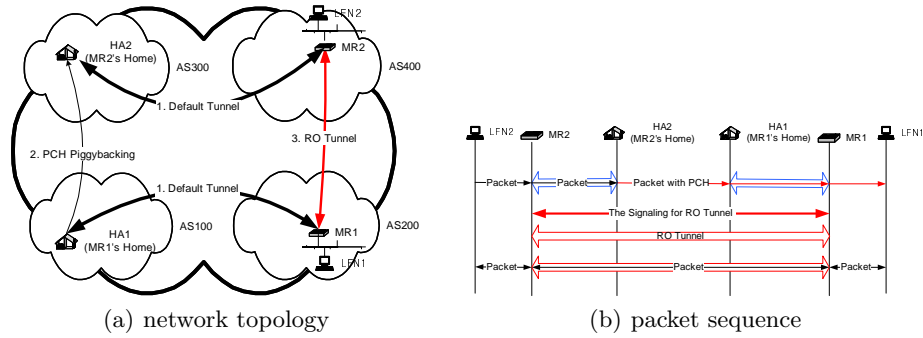 LFN2
HA2
(MR2's Home)
MR2
AS300
AS400
1. Default Tunnel
3. RO Tunnel
2. PCH Piggybacking
1. Default Tunnel
HA1
(MR1's Home)
AS100
MR1
AS200
LFN1
(a) network topology
LFN2
MR2
HA2
(MR2's Home)
HA1
(MR1's Home)
MR1
LFN1
Packet
Packet
Packet with PCH
The Signaling for RO Tunnel
RO Tunnel
Packet
Packet
Packet
(b) packet sequence